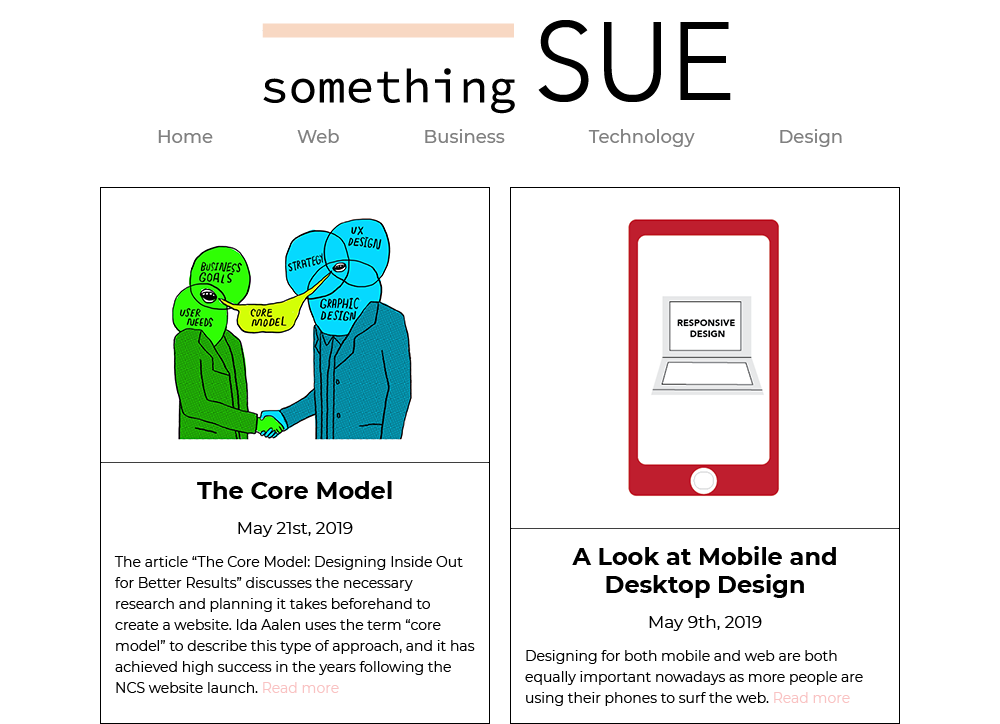 something SUE
Home Web Business Technology Design
BUSINESS
GOALS
USER
NEEDS
CORE
MODEL
STRATEGY
UX
DESIGN
GRAPHIC
DESIGN
The Core Model
May 21st, 2019
The article “The Core Model: Designing Inside Out
for Better Results” discusses the necessary
research and planning it takes beforehand to
create a website. Ida Aalen uses the term “core
model” to describe this type of approach, and it has
achieved high success in the years following the
NCS website launch. Read more
RESPONSIVE
DESIGN
A Look at Mobile and
Desktop Design
May 9th, 2019
Designing for both mobile and web are both
equally important nowadays as more people are
using their phones to surf the web. Read more